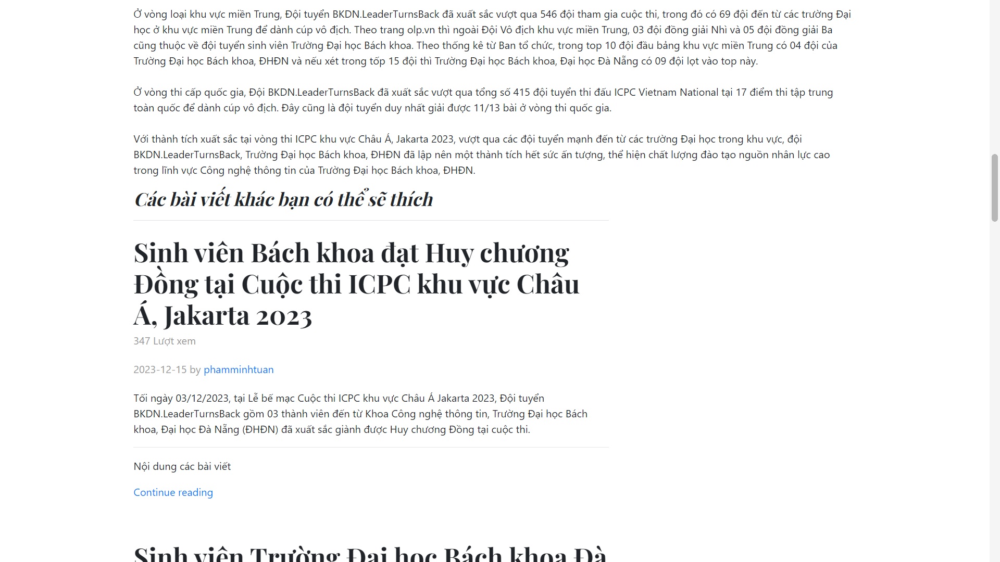 Ở vòng loại khu vực miền Trung, Đội tuyển BKDN.LeaderTurnsBack đã xuất sắc vượt qua 546 đội tham gia cuộc thi, trong đó có 69 đội đến từ các trường Đại
học ở khu vực miền Trung để dành cúp vô địch. Theo trang olp.vn thì ngoài Đội Vô địch khu vực miền Trung, 03 đội đồng giải Nhì và 05 đội đồng giải Ba
cũng thuộc về đội tuyển sinh viên Trường Đại học Bách khoa. Theo thống kê từ Ban tổ chức, trong top 10 đội đầu bảng khu vực miền Trung có 04 đội của
Trường Đại học Bách khoa, ĐHĐN và nếu xét trong tốp 15 đội thì Trường Đại học Bách khoa, Đại học Đà Nẵng có 09 đội lọt vào top này.
Ở vòng thi cấp quốc gia, Đội BKDN.LeaderTurnsBack đã xuất sắc vượt qua tổng số 415 đội tuyển thi đấu ICPC Vietnam National tại 17 điểm thi tập trung
toàn quốc để dành cúp vô địch. Đây cũng là đội tuyển duy nhất giải được 11/13 bài ở vòng thi quốc gia.
Với thành tích xuất sắc tại vòng thi ICPC khu vực Châu Á, Jakarta 2023, vượt qua các đội tuyển mạnh đến từ các trường Đại học trong khu vực, đội
BKDN.LeaderTurnsBack, Trường Đại học Bách khoa, ĐHĐN đã lập nên một thành tích hết sức ấn tượng, thể hiện chất lượng đào tạo nguồn nhân lực cao
trong lĩnh vực Công nghệ thông tin của Trường Đại học Bách khoa, ĐHĐN.
Các bài viết khác bạn có thể sẽ thích
Sinh viên Bách khoa đạt Huy chương
Đồng tại Cuộc thi ICPC khu vực Châu
Á, Jakarta 2023
347 Lượt xem
2023-12-15 by phamminhtuan
Tối ngày 03/12/2023, tại Lễ bế mạc Cuộc thi ICPC khu vực Châu Á Jakarta 2023, Đội tuyển
BKDN.LeaderTurnsBack gồm 03 thành viên đến từ Khoa Công nghệ thông tin, Trường Đại học Bách
khoa, Đại học Đà Nẵng (ĐHĐN) đã xuất sắc giành được Huy chương Đồng tại cuộc thi.
Nội dung các bài viết
Continue reading
Sinh viên Trường Đại học Bách khoa Đà